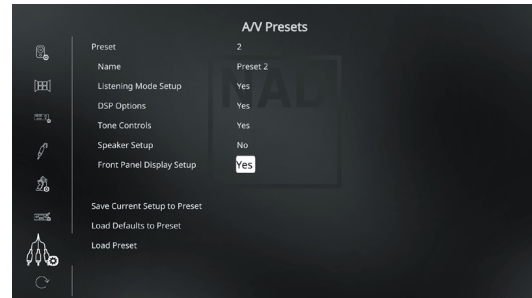 A/V Presets
Preset 2
Name Preset 2
Listening Mode Setup Yes
DSP Options Yes
Tone Controls Yes
Speaker Setup No
Front Panel Display Setup Yes
Save Current Setup to Preset
Load Defaults to Preset
Load Preset
NAD